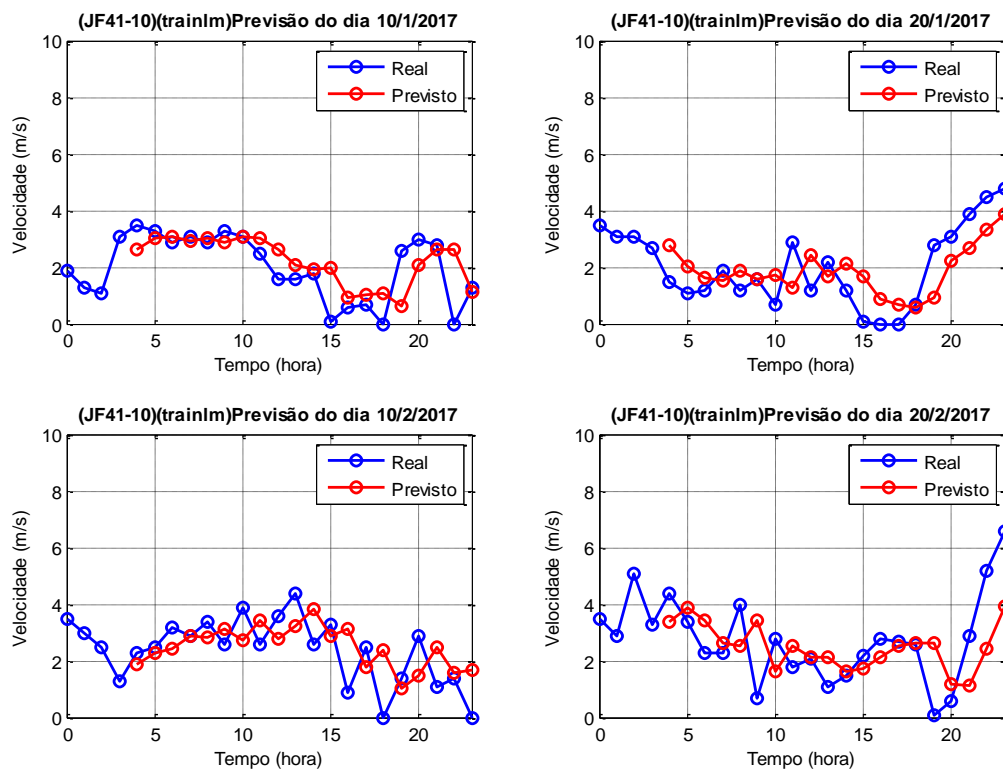 (JF41-10)(trainlm)Previsão do dia 10/1/2017
10
8
6
4
2
0
Velocidade (m/s)
Real
Previsto
0 5 10 15 20
Tempo (hora)
(JF41-10)(trainlm)Previsão do dia 20/1/2017
10
8
6
4
2
0
Velocidade (m/s)
Real
Previsto
0 5 10 15 20
Tempo (hora)
(JF41-10)(trainlm)Previsão do dia 10/2/2017
10
8
6
4
2
0
Velocidade (m/s)
Real
Previsto
0 5 10 15 20
Tempo (hora)
(JF41-10)(trainlm)Previsão do dia 20/2/2017
10
8
6
4
2
0
Velocidade (m/s)
Real
Previsto
0 5 10 15 20
Tempo (hora)